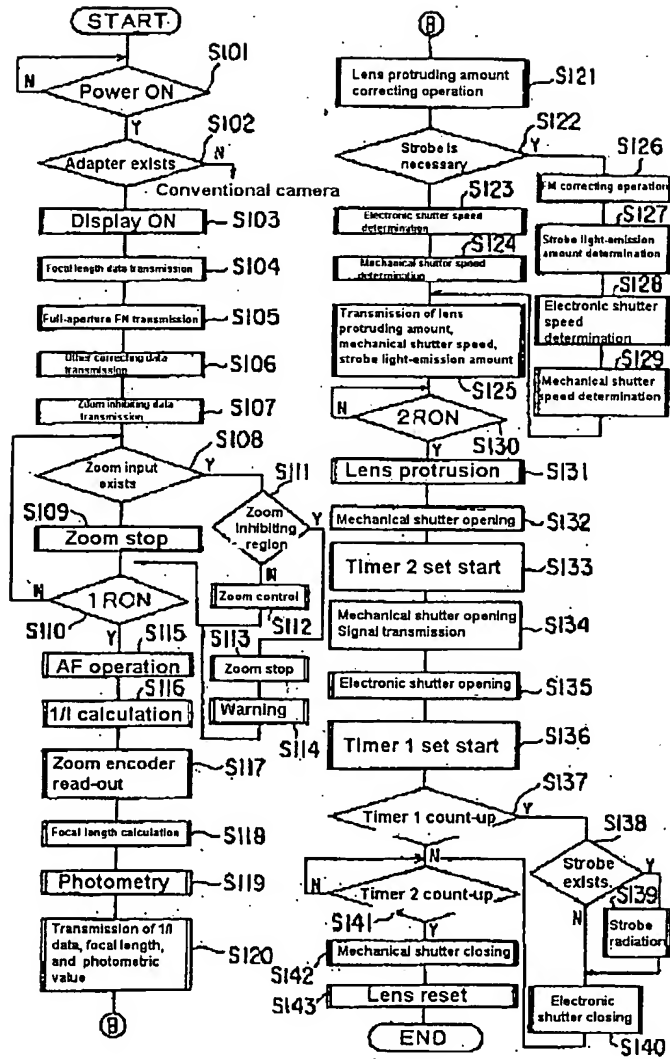 START
S101
N
Power ON
Y
S102
Adapter exists
N
Conventional camera
Display ON
S103
Focal length data transmission
S104
Full-aperture FN transmission
S105
Other correcting data
transmission
S106
Zoom inhibiting data
transmission
S107
S108
Zoom input
exists
Y
S109
Zoom stop
S111
Zoom
Inhibiting
region
Y
N
Zoom control
S112
N
1 RON
S110
Y
S115
AF operation
S113
Zoom stop
Warning
S114
S116
1/l calculation
Zoom encoder
read-out
S117
Focal length calculation
S118
Photometry
S119
Transmission of 1/l
data, focal length,
and photometric
value
S120
B
B
Lens protruding amount
correcting operation
S121
S122
Strobe is
necessary
Y
S126
FM correcting operation
S123
Electronic shutter speed
determination
S127
Strobe light-emission
amount determination
S124
Mechanical shutter speed
determination
S128
Electronic shutter
speed
determination
Transmission of lens
protruding amount,
mechanical shutter speed,
strobe light-emission amount
S125
S129
Mechanical shutter
speed determination
N
2RON
S130
Y
Lens protrusion
S131
Mechanical shutter opening
S132
Timer 2 set start
S133
Mechanical shutter opening
Signal transmission
S134
Electronic shutter opening
S135
Timer 1 set start
S136
S137
Timer 1 count-up
Y
N
S138
Strobe
exists.
Y
N
S139
Strobe
radiation
N
Timer 2 count-up
S141
Y
Mechanical shutter closing
S142
Electronic
shutter closing
S140
Lens reset
S143
END